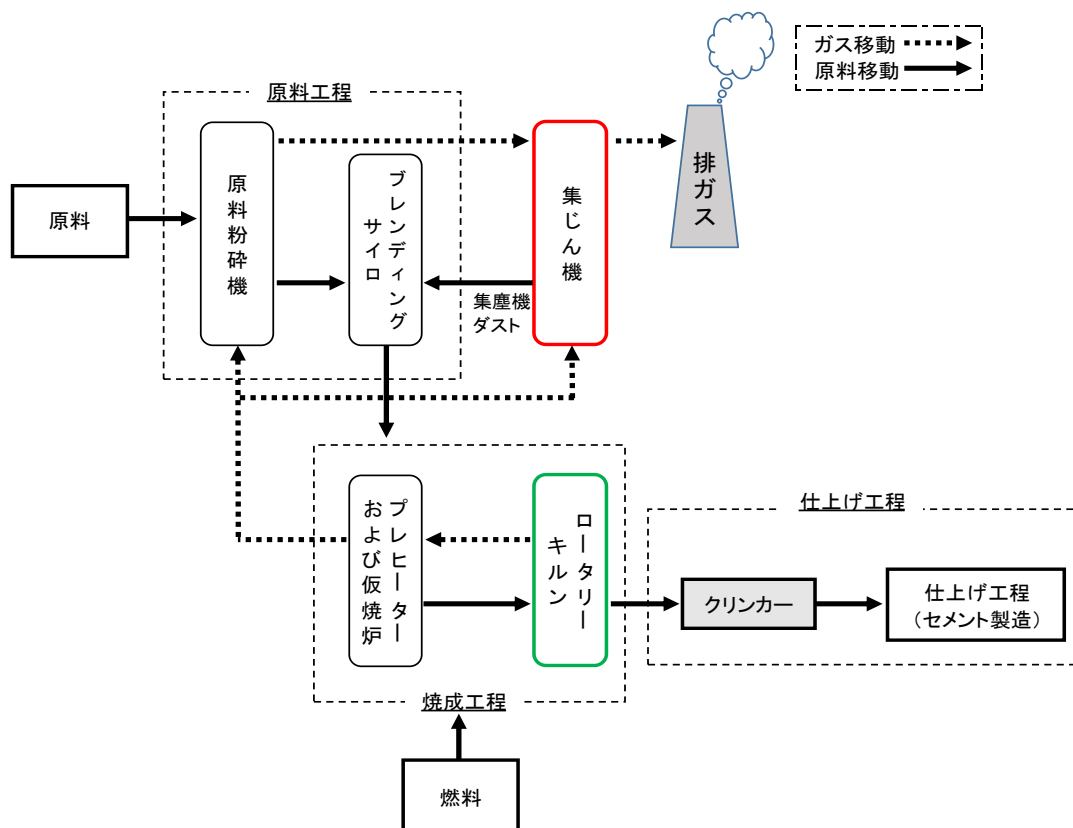 ガス移動
原料移動
原料工程
原料
原料粉砕機
ブレンディング
サイロ
集じん機
排ガス
集塵機
ダスト
プレヒーター
および仮焼炉
ロータリー
キルン
焼成工程
燃料
仕上げ工程
クリンカー
仕上げ工程
（セメント製造）